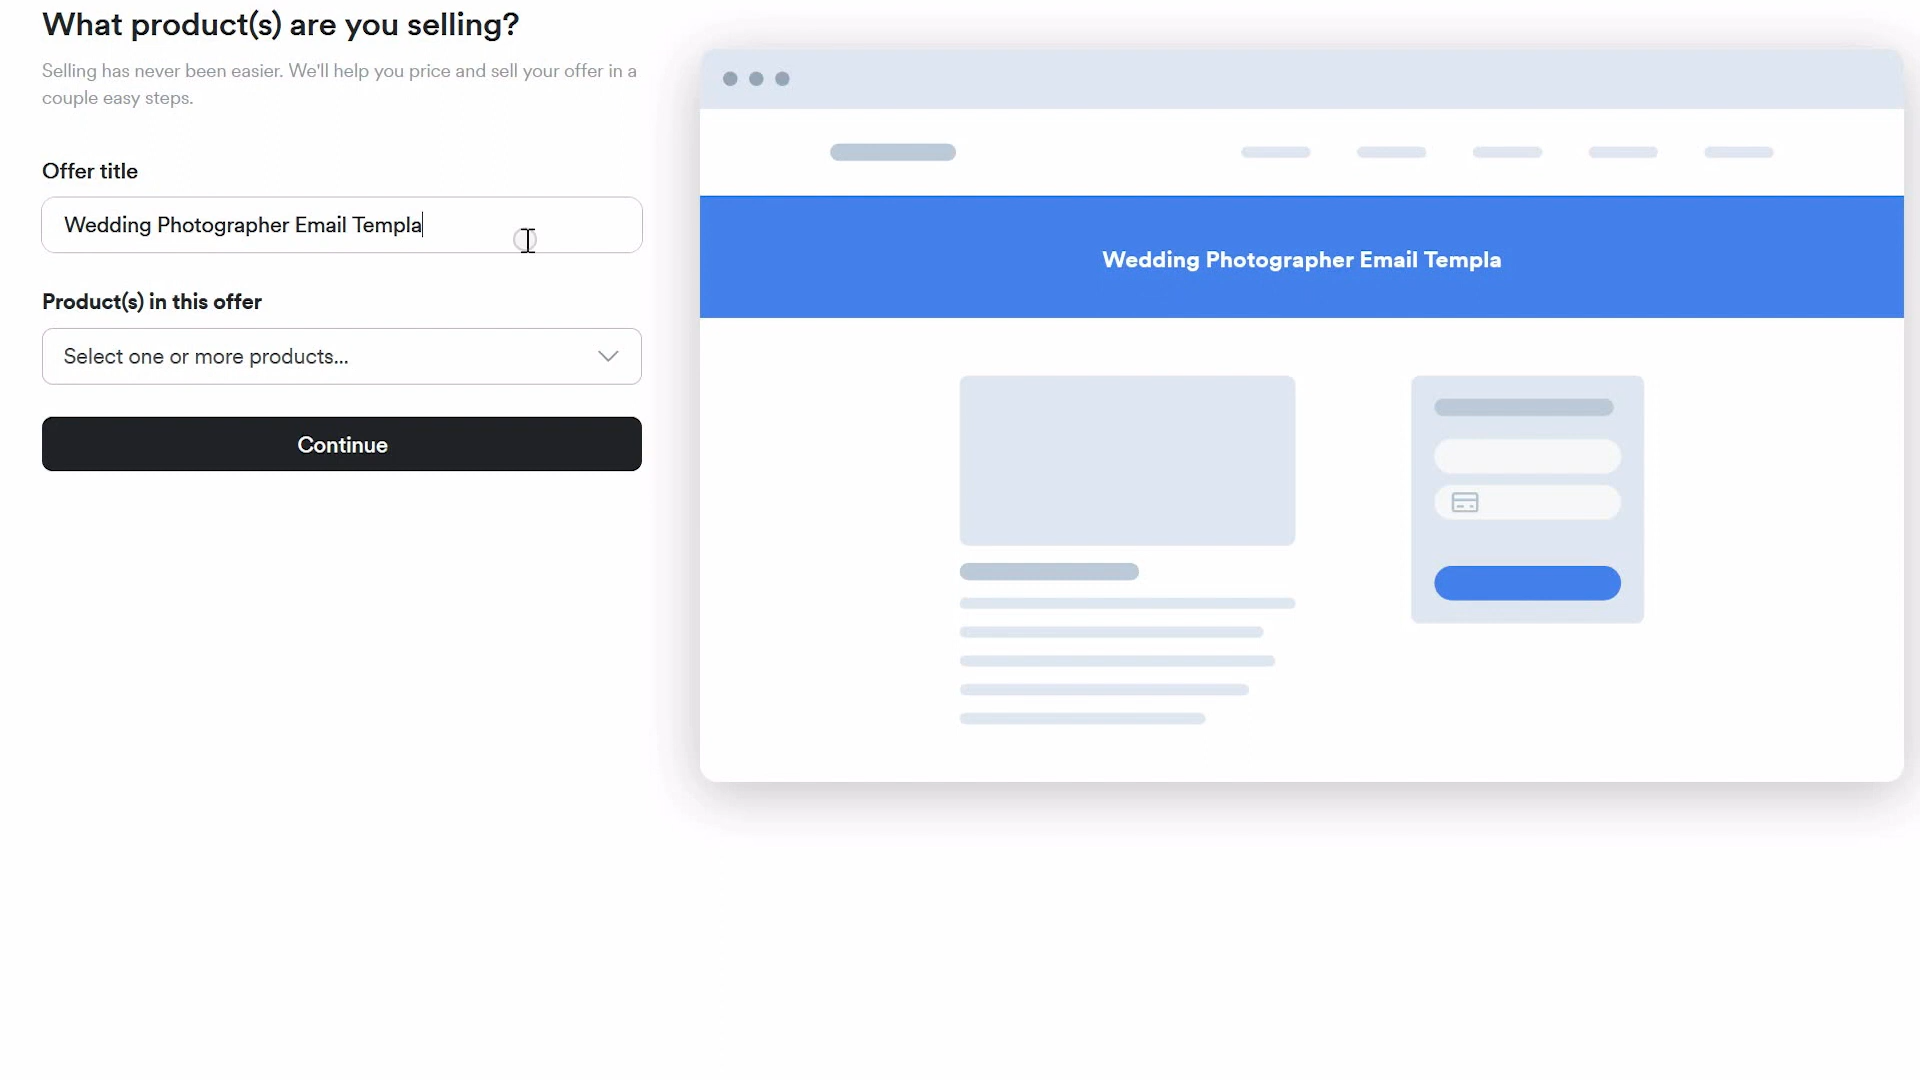 What product(s) are you selling?
Selling has never been easier. We'll help you price and sell your offer in a
couple easy steps.
Offer title
Wedding Photographer Email Templa
Product(s) in this offer
Select one or more products...
Continue
Wedding Photographer Email Templa